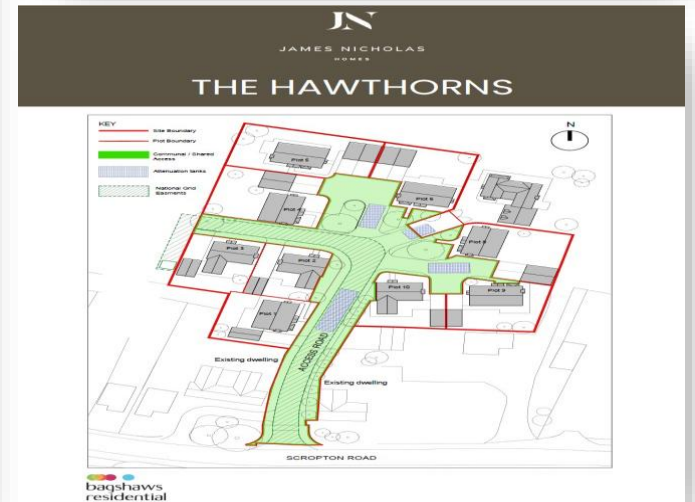 JN
JAMES NICHOLAS
HOMES
THE HAWTHORNS
KEY
Site Boundary
Plot Boundary
Communal / Shared
Access
Attenuation tanks
National Grid
Easments
N
Plot 5
Plot 6
Plot 4
Plot 3
Plot 2
Plot 8
Plot 10
Plot 9
Plot 1
ACCESS ROAD
Existing dwelling
Existing dwelling
SCROPTON ROAD
bagshaws
residential